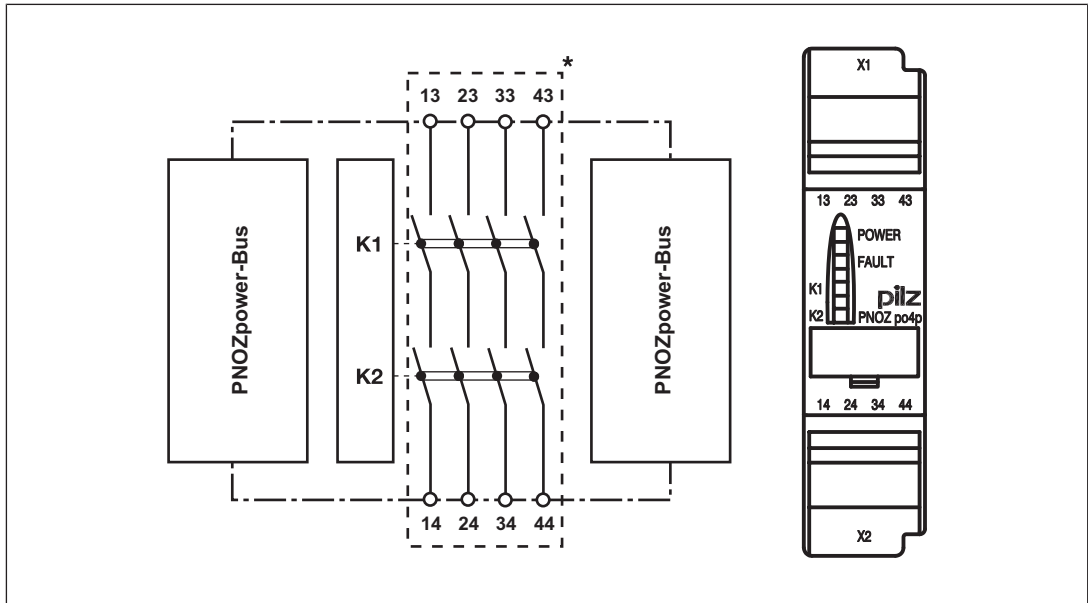 *
13 23 33 43
PNOZpower-Bus
K1
K2
PNOZpower-Bus
14 24 34 44
X1
13 23 33 43
POWER
FAULT
K1
pilz
K2 PNOZ po4p
14 24 34 44
X2